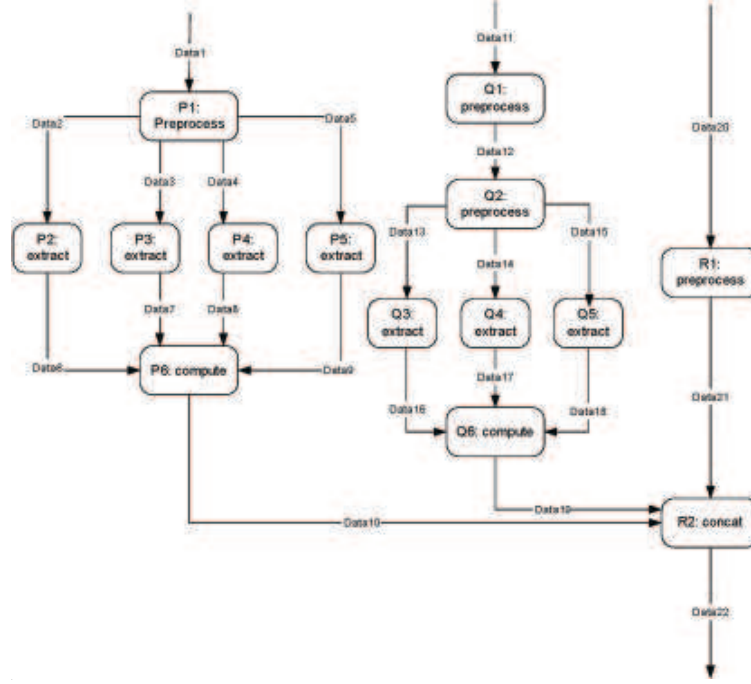 Data1
Data11
P1:
Preprocess
Q1:
preprocess
Data2
Data5
Data20
Data12
Data3
Data4
Q2:
preprocess
P2:
extract
P3:
extract
P4:
extract
P5:
extract
Data13
Data15
Data14
R1:
preprocess
Data7
Data8
Q3:
extract
Q4:
extract
Q5:
extract
Data6
Data9
P6: compute
Data17
Data21
Data16
Data18
Q6: compute
Data19
Data10
R2: concat
Data22